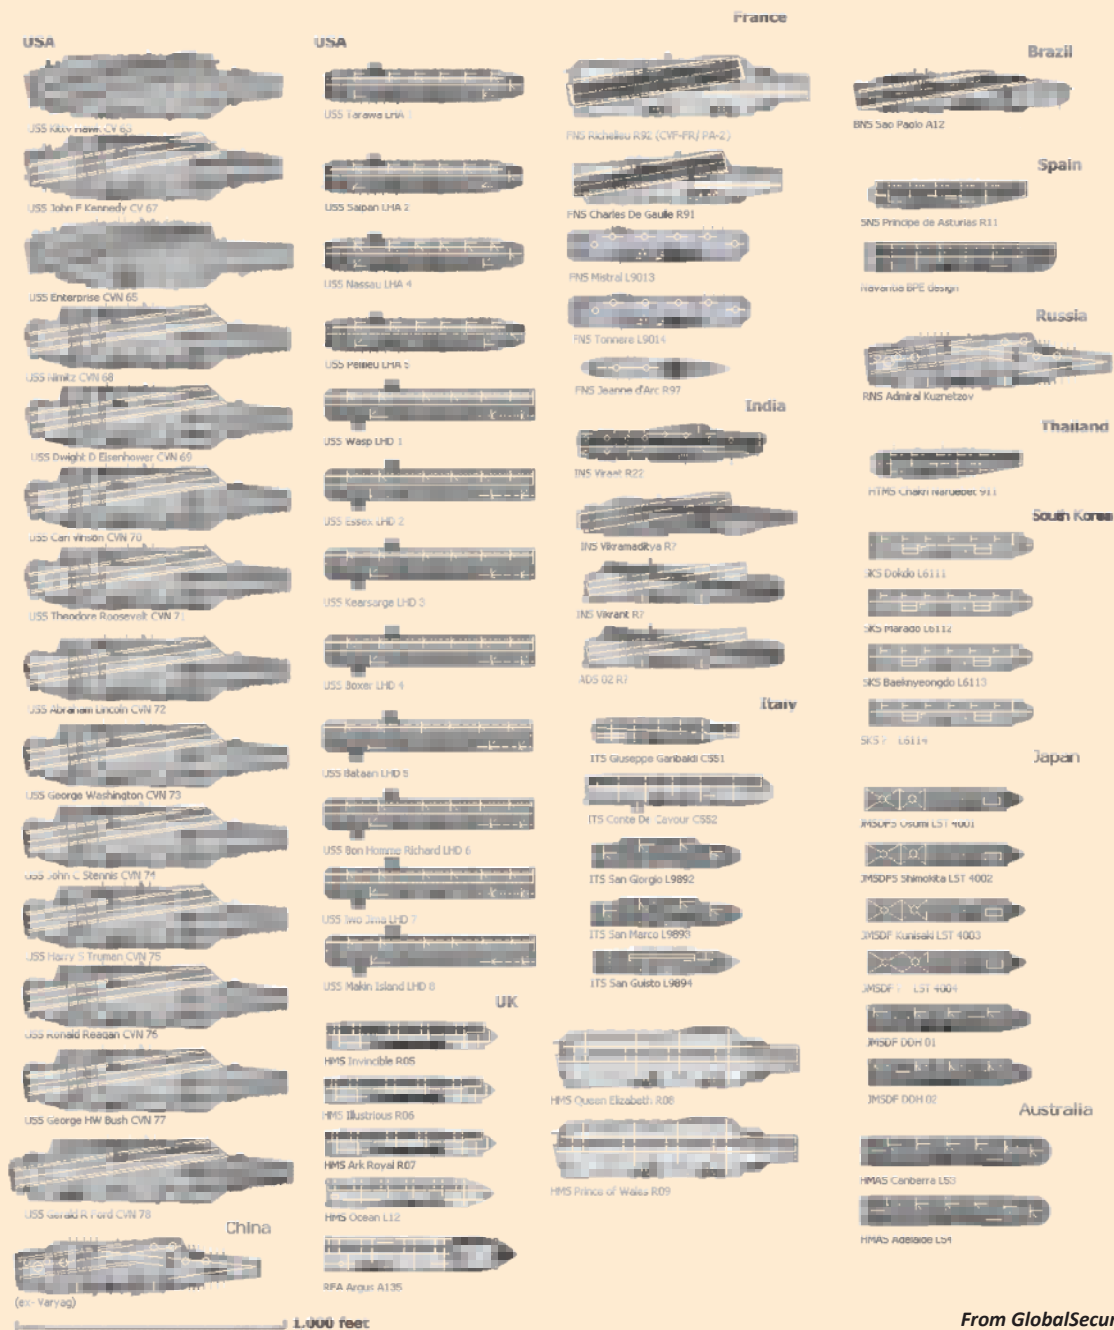 USA
USS Kitty Hawk CV 63
USS John F Kennedy CV 67
USS Enterprise CVN 65
USS Nimitz CVN 68
USS Dwight D Eisenhower CVN 69
USS Carl Vinson CVN 70
USS Theodore Roosevelt CVN 71
USS Abraham Lincoln CVN 72
USS George Washington CVN 73
USS John C Stennis CVN 74
USS Harry S Truman CVN 75
USS Ronald Reagan CVN 76
USS George HW Bush CVN 77
USS Gerald R Ford CVN 78
China
(ex-Varyag)
1,000 feet
USA
USS Tarawa LHA 1
USS Saipan LHA 2
USS Nassau LHA 4
USS Peleliu LHA 5
USS Wasp LHD 1
USS Essex LHD 2
USS Kearsarge LHD 3
USS Boxer LHD 4
USS Bataan LHD 5
USS Bon Homme Richard LHD 6
USS Iwo Jima LHD 7
USS Makin Island LHD 8
UK
HMS Invincible R05
HMS Illustrious R06
HMS Ark Royal R07
HMS Ocean L12
RFA Argus A135
France
FNS Richelieu R92 (CVF-FR/ PA-2)
FNS Charles De Gaulle R91
FNS Mistral L9013
FNS Tonnere L9014
FNS Jeanne d'Arc R97
India
INS Viraat R22
INS Vikramaditya R?
INS Vikrant R?
ADS 02 R?
Italy
ITS Giuseppe Garibaldi C551
ITS Conte Di Cavour C552
ITS San Giorgio L9892
ITS San Marco L9893
ITS San Guisto L9894
HMS Queen Elizabeth R08
HMS Prince of Wales R09
Brazil
BNS Sao Paolo A12
Spain
SNS Principe de Asturias R11
Navantia BPE design
Russia
RNS Admiral Kuznetzov
Thailand
HTMS Chakri Naruebet 911
South Korea
SKS Dokdo L6111
SKS Marado L6112
SKS Baeknyeongdo L6113
SKS ? L6114
Japan
JMSDFS Osumi LST 4001
JMSDFS Shimokita LST 4002
JMSDF Kunisaki LST 4003
JMSDF LST 4004
JMSDF DDH 01
JMSDF DDH 02
Australia
HMAS Canberra L53
HMAS Adelaide L54
From GlobalSecur